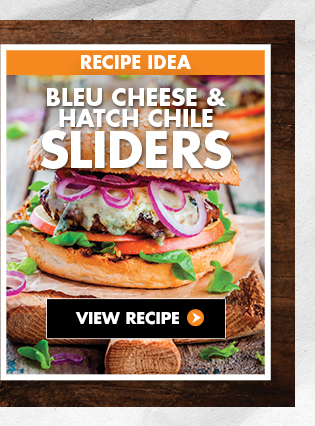 RECIPE IDEA
BLEU CHEESE &
HATCH CHILE
SLIDERS
VIEW RECIPE